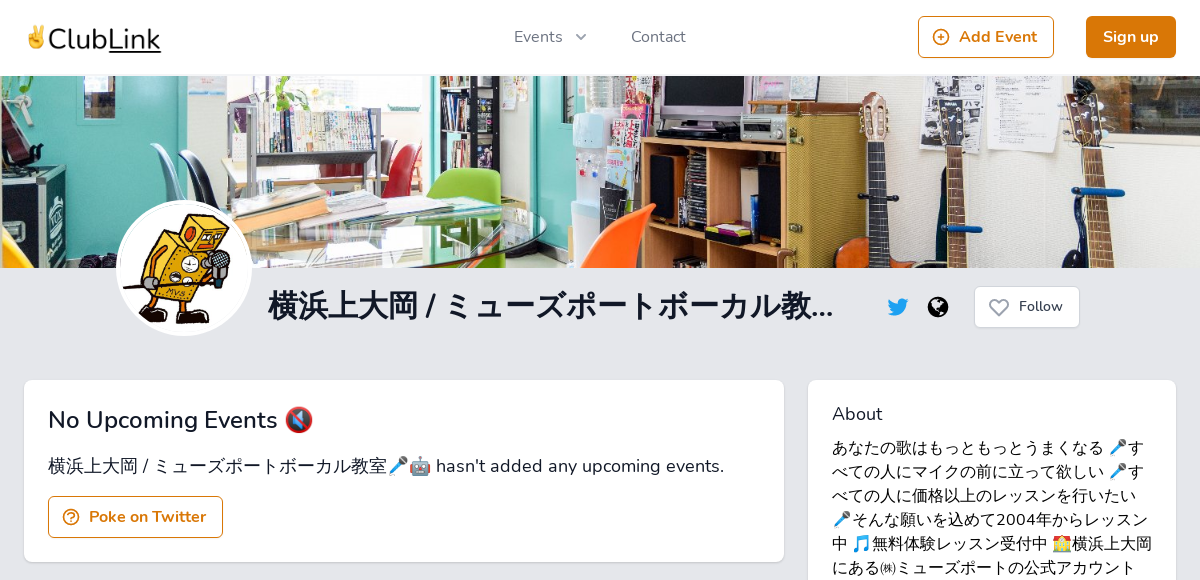 ✌️ClubLink
Events
Contact
Add Event
Sign up
MVS
横浜上大岡 / ミューズポートボーカル教...
Follow
No Upcoming Events 🔇
横浜上大岡 / ミューズポートボーカル教室🎤🤖 hasn't added any upcoming events.
Poke on Twitter
About
あなたの歌はもっともっとうまくなる 🎤す
べての人にマイクの前に立って欲しい 🎤す
べての人に価格以上のレッスンを行いたい
🎤そんな願いを込めて2004年からレッスン
中 🎵無料体験レッスン受付中 🏫横浜上大岡
にある㈱ミューズポートの公式アカウント